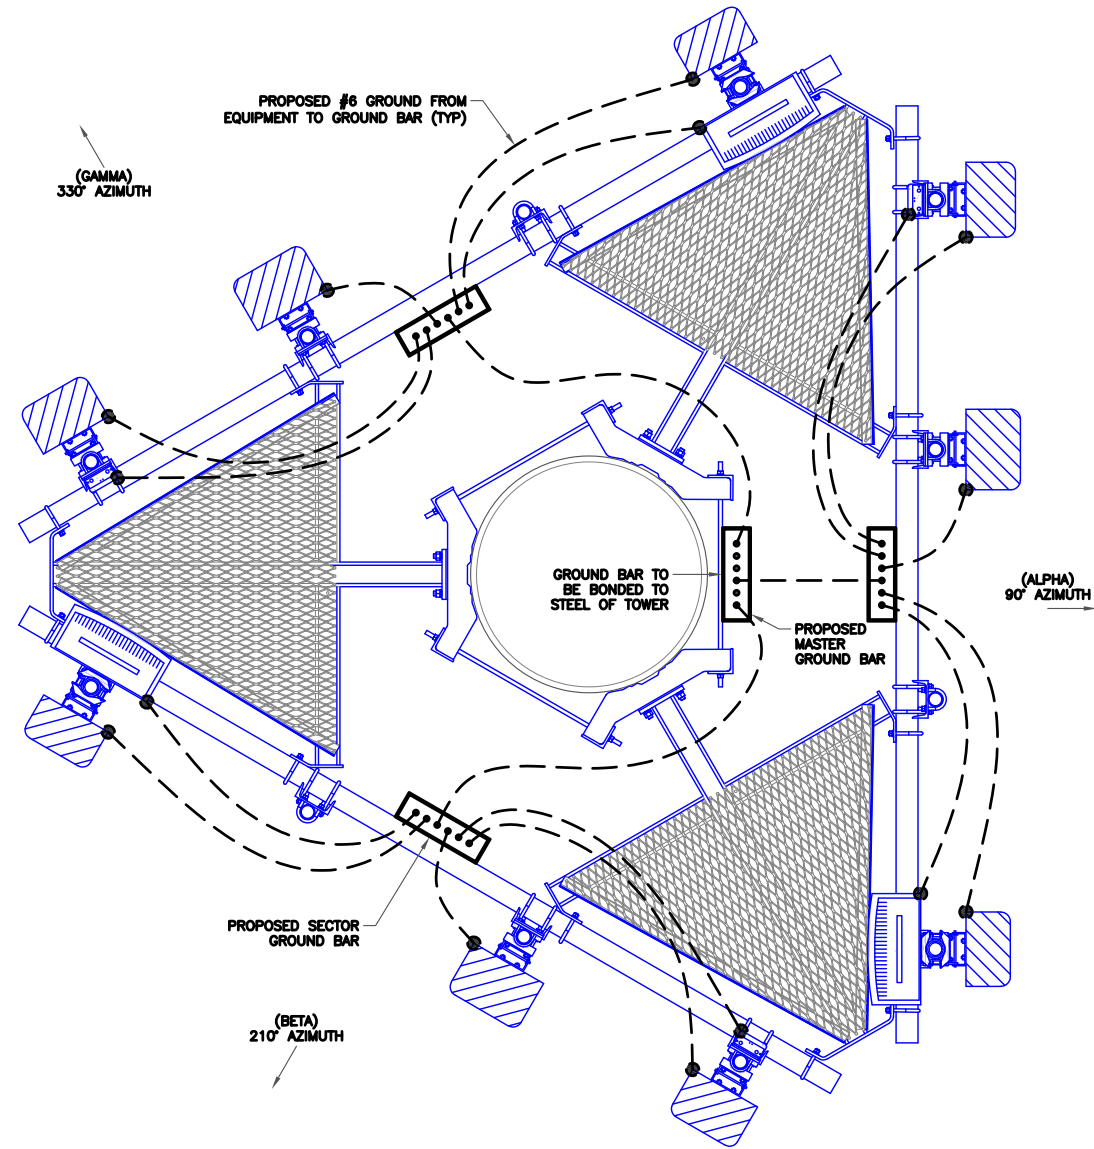 PROPOSED #6 GROUND FROM
EQUIPMENT TO GROUND BAR (TYP)
(GAMMA)
330° AZIMUTH
GROUND BAR TO
BE BONDED TO
STEEL OF TOWER
(ALPHA)
90° AZIMUTH
PROPOSED
MASTER
GROUND BAR
PROPOSED SECTOR
GROUND BAR
(BETA)
210° AZIMUTH